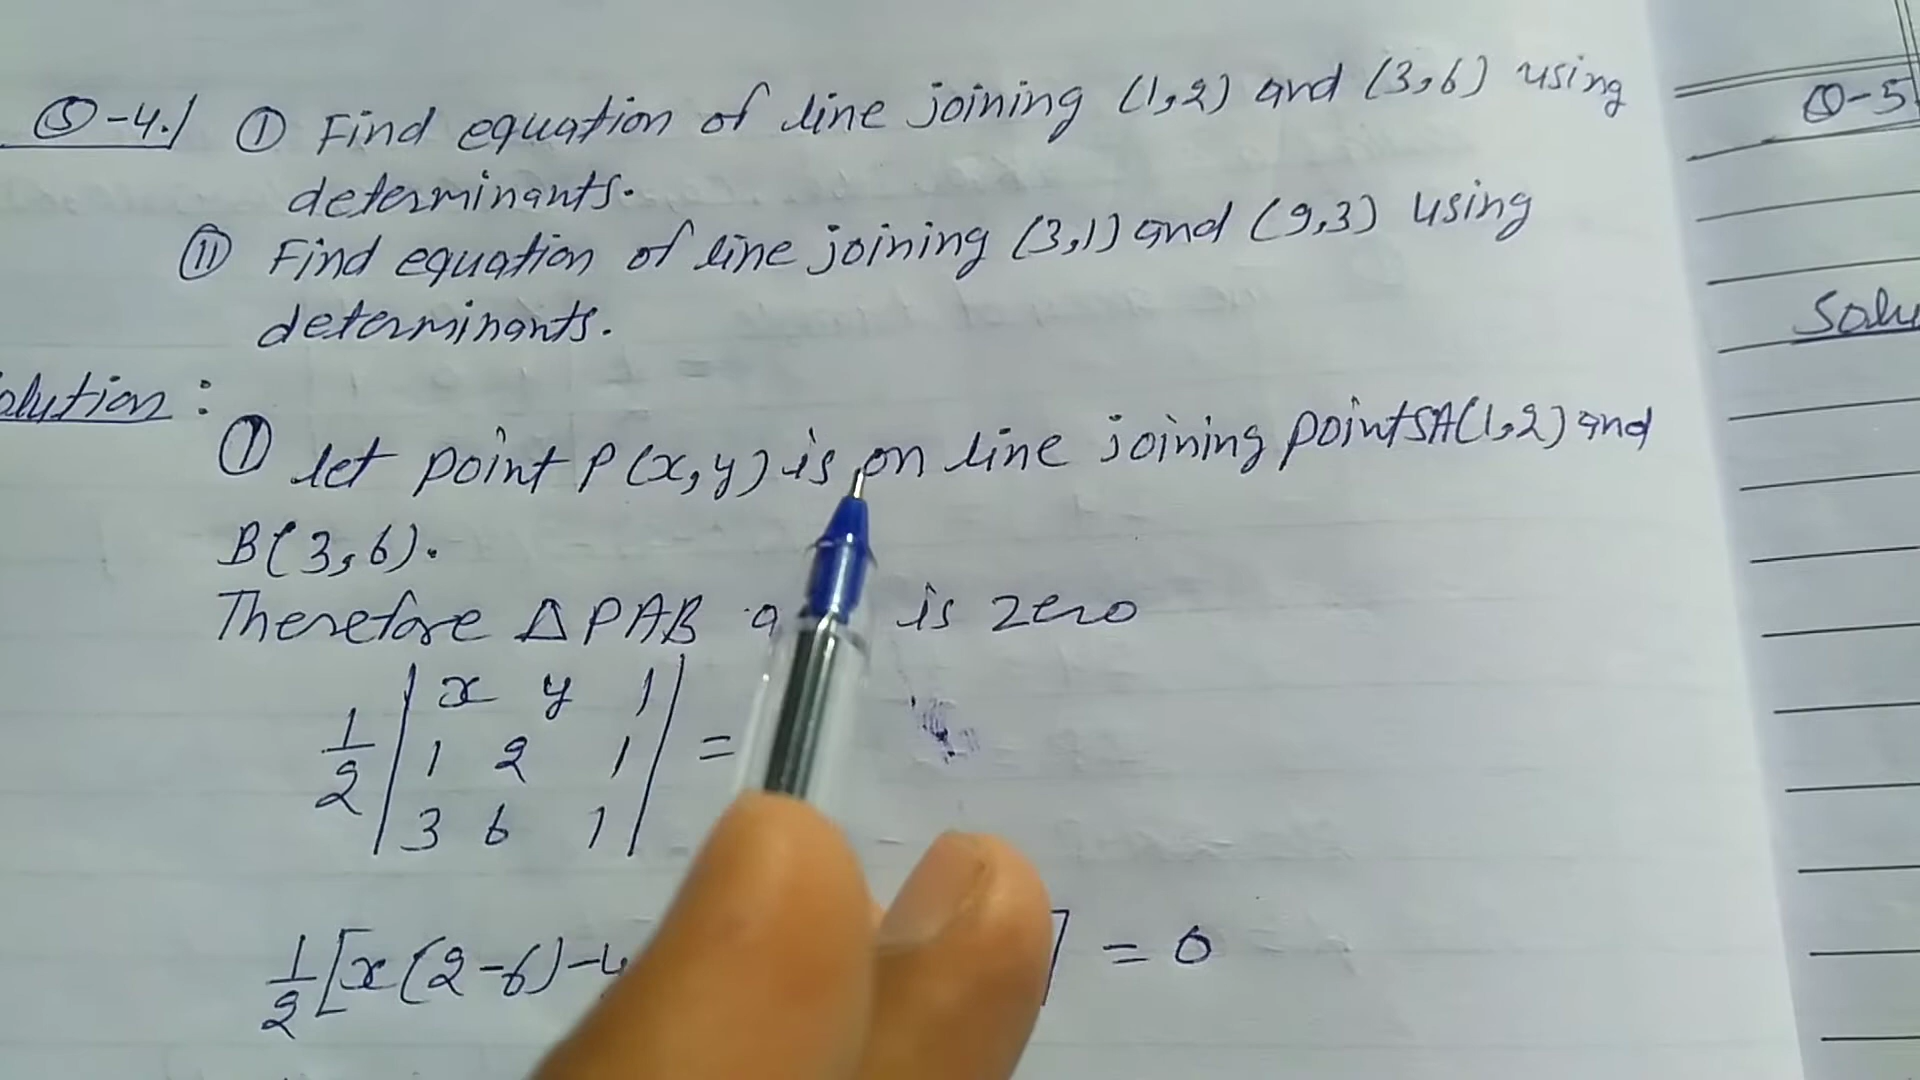 Q-4. (i) Find equation of line joining (1,2) and (3,6) using
determinants.
(ii) Find equation of line joining (3,1) and (9,3) using
determinants.
olution :
(i) let point P(x,y) is on line joining points A(1,2) and
B(3,6).
Therefore △PAB is zero
1/2 | x y 1 |
| 1 2 1 | =
| 3 6 1 |
1/2 [x(2-6)-y ] = 0
Q-5
Solu